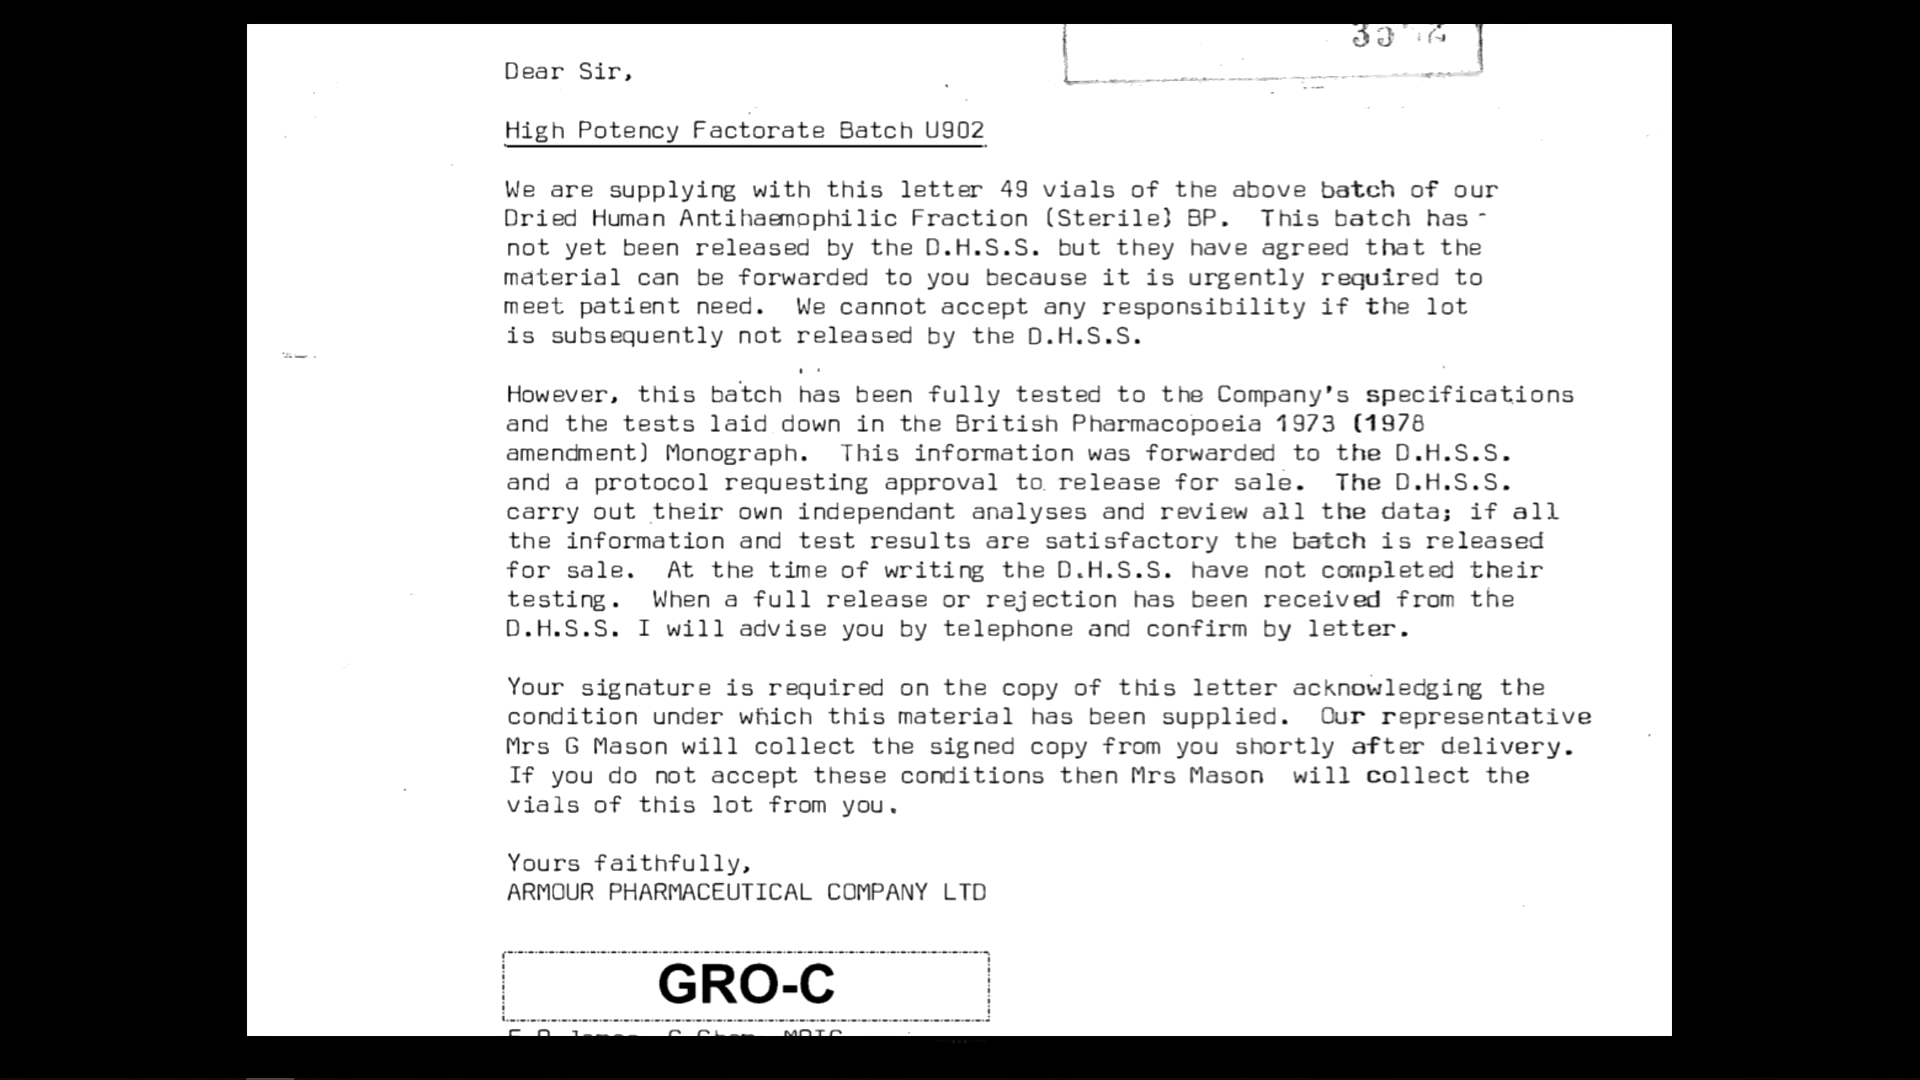 Dear Sir,
High Potency Factorate Batch U902
We are supplying with this letter 49 vials of the above batch of our
Dried Human Antihaemophilic Fraction (Sterile) BP. This batch has
not yet been released by the D.H.S.S. but they have agreed that the
material can be forwarded to you because it is urgently required to
meet patient need. We cannot accept any responsibility if the lot
is subsequently not released by the D.H.S.S.
However, this batch has been fully tested to the Company's specifications
and the tests laid down in the British Pharmacopoeia 1973 (1978
amendment) Monograph. This information was forwarded to the D.H.S.S.
and a protocol requesting approval to release for sale. The D.H.S.S.
carry out their own independant analyses and review all the data; if all
the information and test results are satisfactory the batch is released
for sale. At the time of writing the D.H.S.S. have not completed their
testing. When a full release or rejection has been received from the
D.H.S.S. I will advise you by telephone and confirm by letter.
Your signature is required on the copy of this letter acknowledging the
condition under which this material has been supplied. Our representative
Mrs G Mason will collect the signed copy from you shortly after delivery.
If you do not accept these conditions then Mrs Mason will collect the
vials of this lot from you.
Yours faithfully,
ARMOUR PHARMACEUTICAL COMPANY LTD
GRO-C